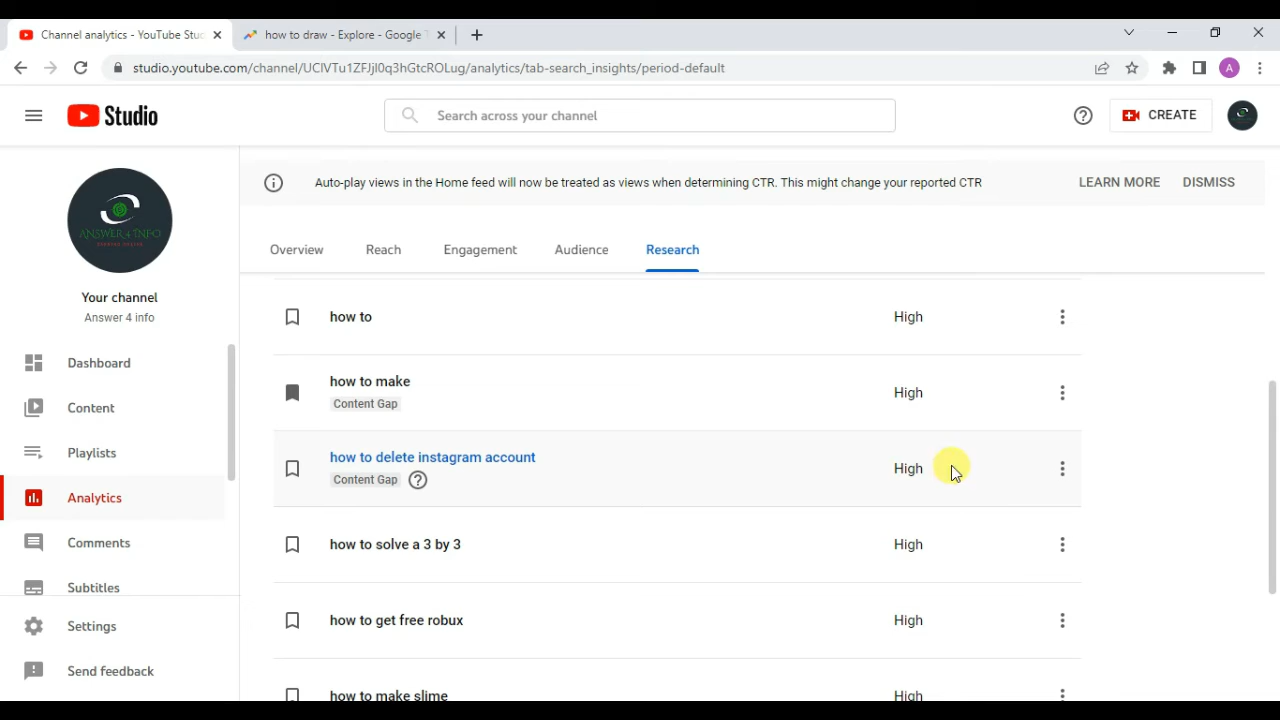 Channel analytics - YouTube Stu
how to draw - Explore - Google T
studio.youtube.com/channel/UClVTu1ZFJjl0q3hGtcROLug/analytics/tab-search_insights/period-default
A
Studio
Search across your channel
CREATE
ANSWER 4 INFO
Your channel
Answer 4 info
Dashboard
Content
Playlists
Analytics
Comments
Subtitles
Settings
Send feedback
Auto-play views in the Home feed will now be treated as views when determining CTR. This might change your reported CTR
LEARN MORE
DISMISS
Overview
Reach
Engagement
Audience
Research
how to
High
how to make
Content Gap
High
how to delete instagram account
Content Gap
High
how to solve a 3 by 3
High
how to get free robux
High
how to make slime
High